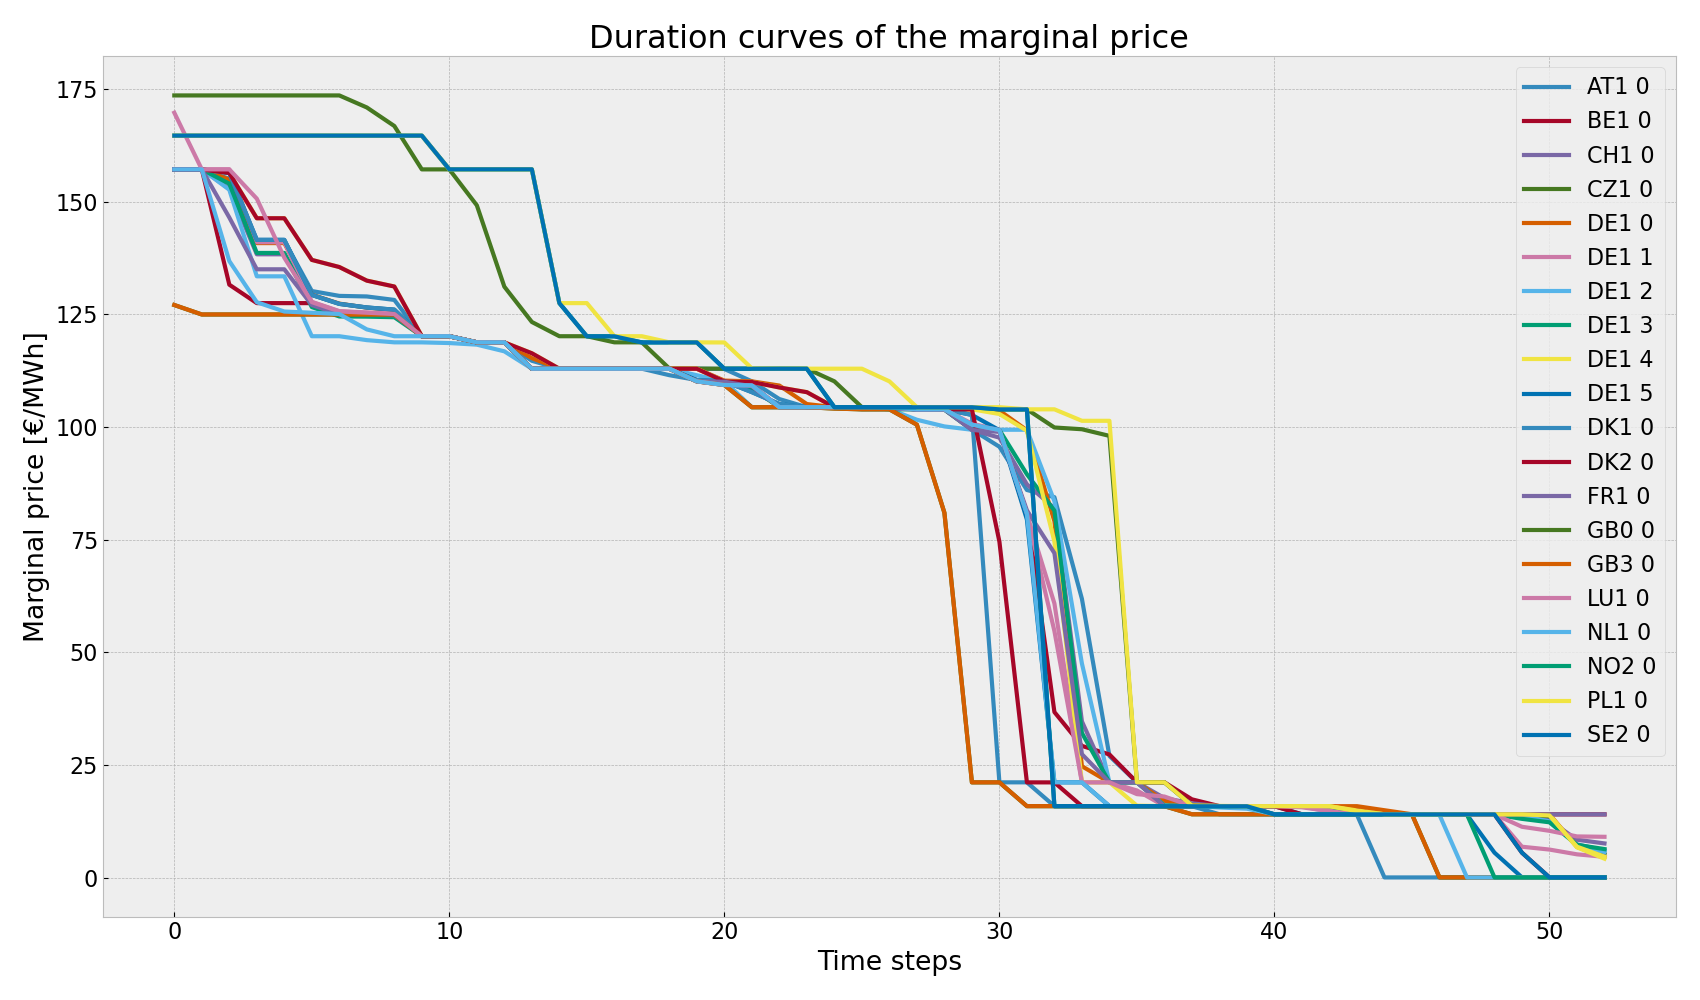 Duration curves of the marginal price
Marginal price [€/MWh]
175
150
125
100
75
50
25
0
0
10
20
30
40
50
Time steps
AT1 0
BE1 0
CH1 0
CZ1 0
DE1 0
DE1 1
DE1 2
DE1 3
DE1 4
DE1 5
DK1 0
DK2 0
FR1 0
GB0 0
GB3 0
LU1 0
NL1 0
NO2 0
PL1 0
SE2 0